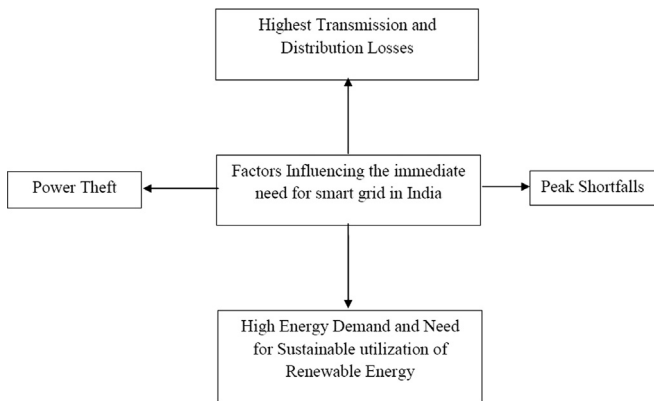 Highest Transmission and
Distribution Losses
Factors Influencing the immediate
need for smart grid in India
Power Theft
Peak Shortfalls
High Energy Demand and Need
for Sustainable utilization of
Renewable Energy